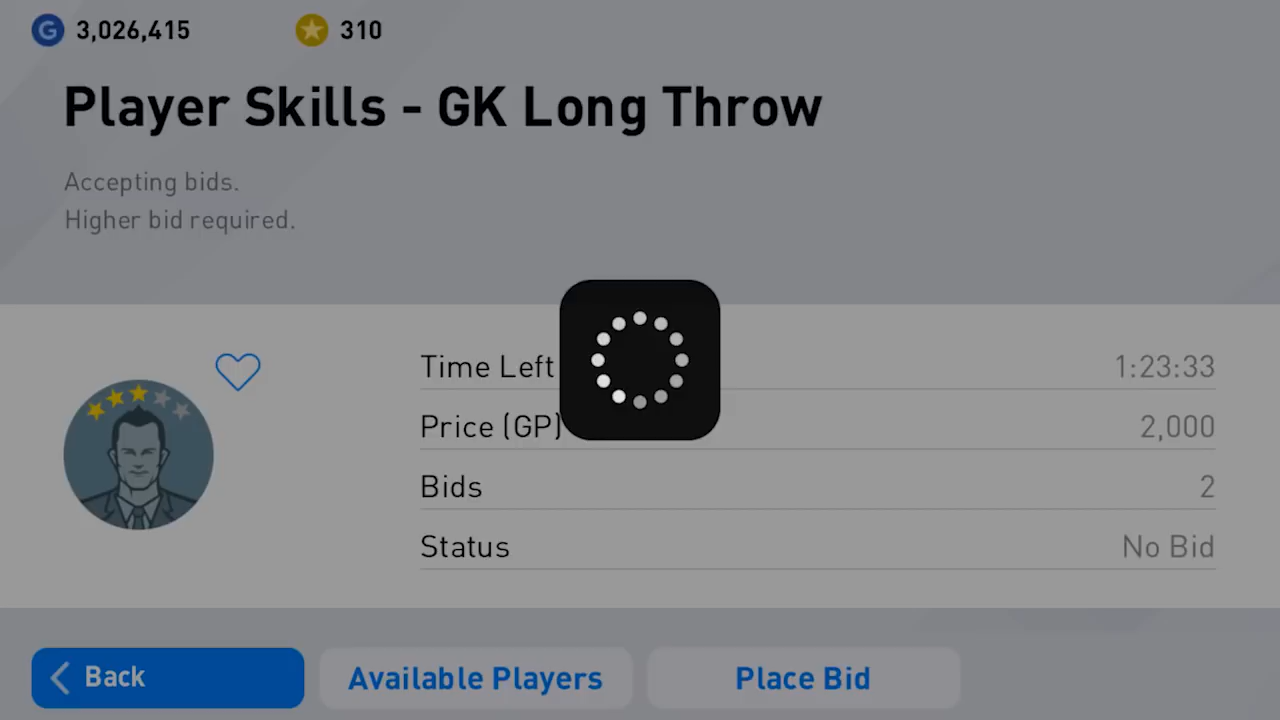 G 3,026,415 310
Player Skills - GK Long Throw
Accepting bids.
Higher bid required.
Time Left 1:23:33
Price (GP) 2,000
Bids 2
Status No Bid
Back Available Players Place Bid